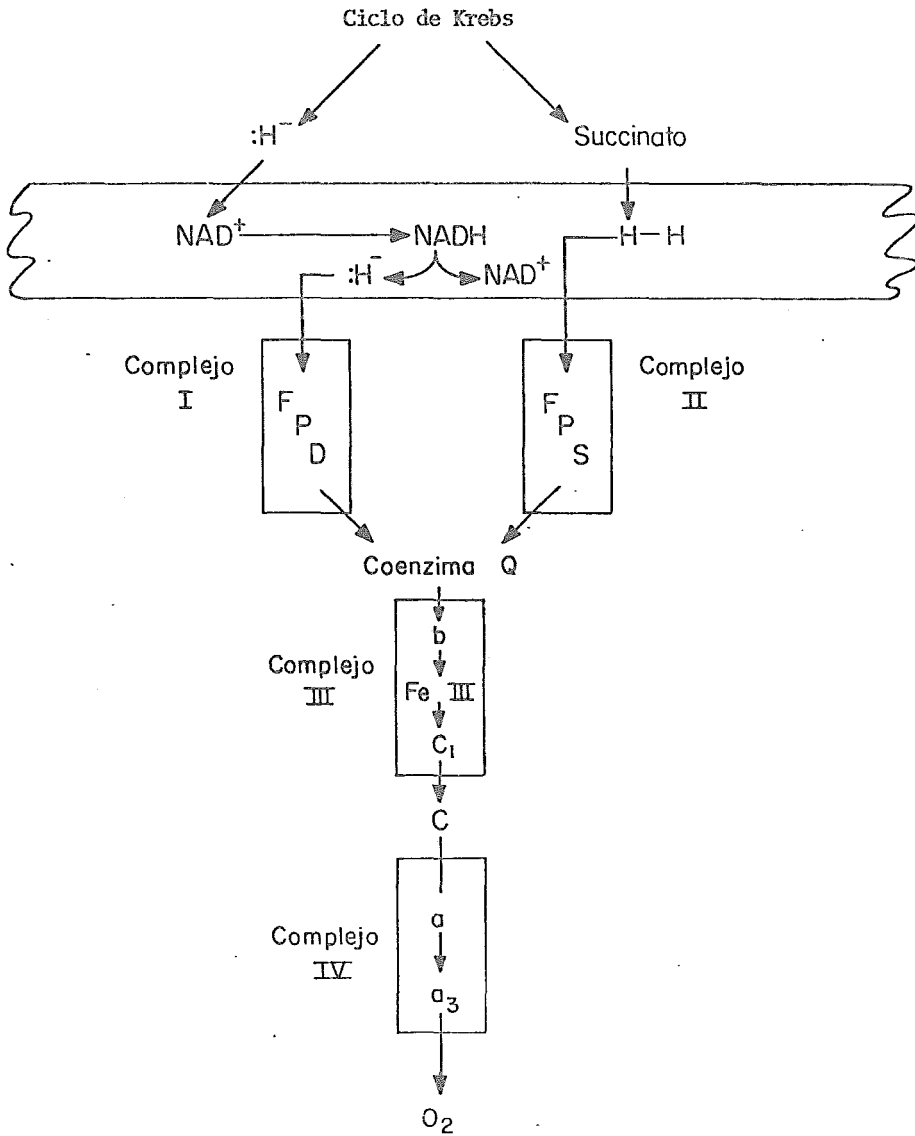 Ciclo de Krebs
:H⁻ Succinato
NAD⁺ NADH H–H
:H⁻ NAD⁺
Complejo
I
F
P
D
F
P
S
Complejo
II
Coenzima Q
Complejo
III
b
Fe III
C₁
C
Complejo
IV
a
a₃
O₂